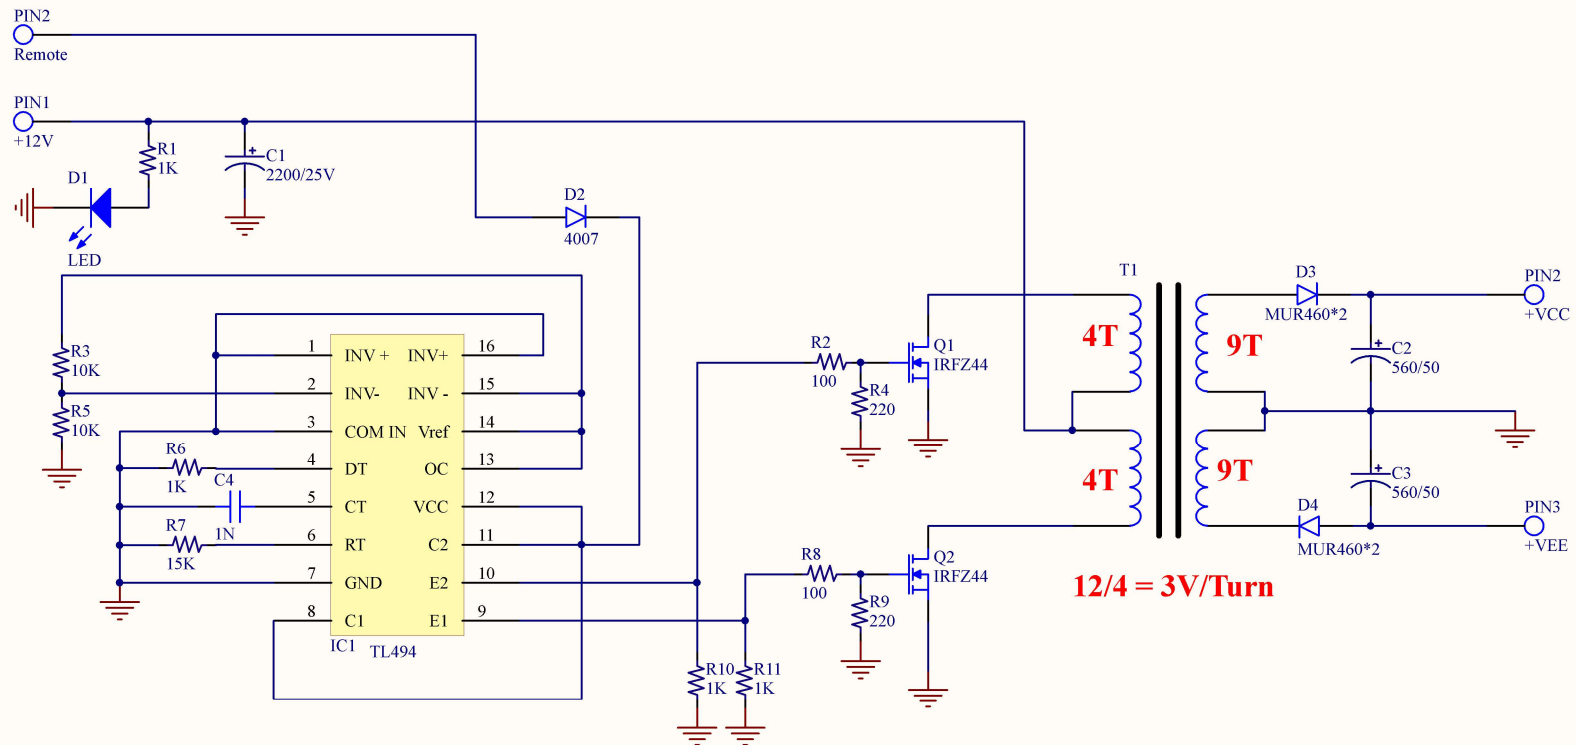 PIN2
Remote
PIN1
+12V
R1
1K
C1
2200/25V
D1
LED
D2
4007
R3
10K
R5
10K
R6
1K
C4
1N
R7
15K
1 INV + INV+ 16
2 INV- INV - 15
3 COM IN Vref 14
4 DT OC 13
5 CT VCC 12
6 RT C2 11
7 GND E2 10
8 C1 E1 9
IC1 TL494
R10
1K
R11
1K
R2
100
R4
220
Q1
IRFZ44
R8
100
R9
220
Q2
IRFZ44
T1
4T
4T
9T
9T
D3
MUR460*2
C2
560/50
C3
560/50
D4
MUR460*2
PIN2
+VCC
PIN3
+VEE
12/4 = 3V/Turn